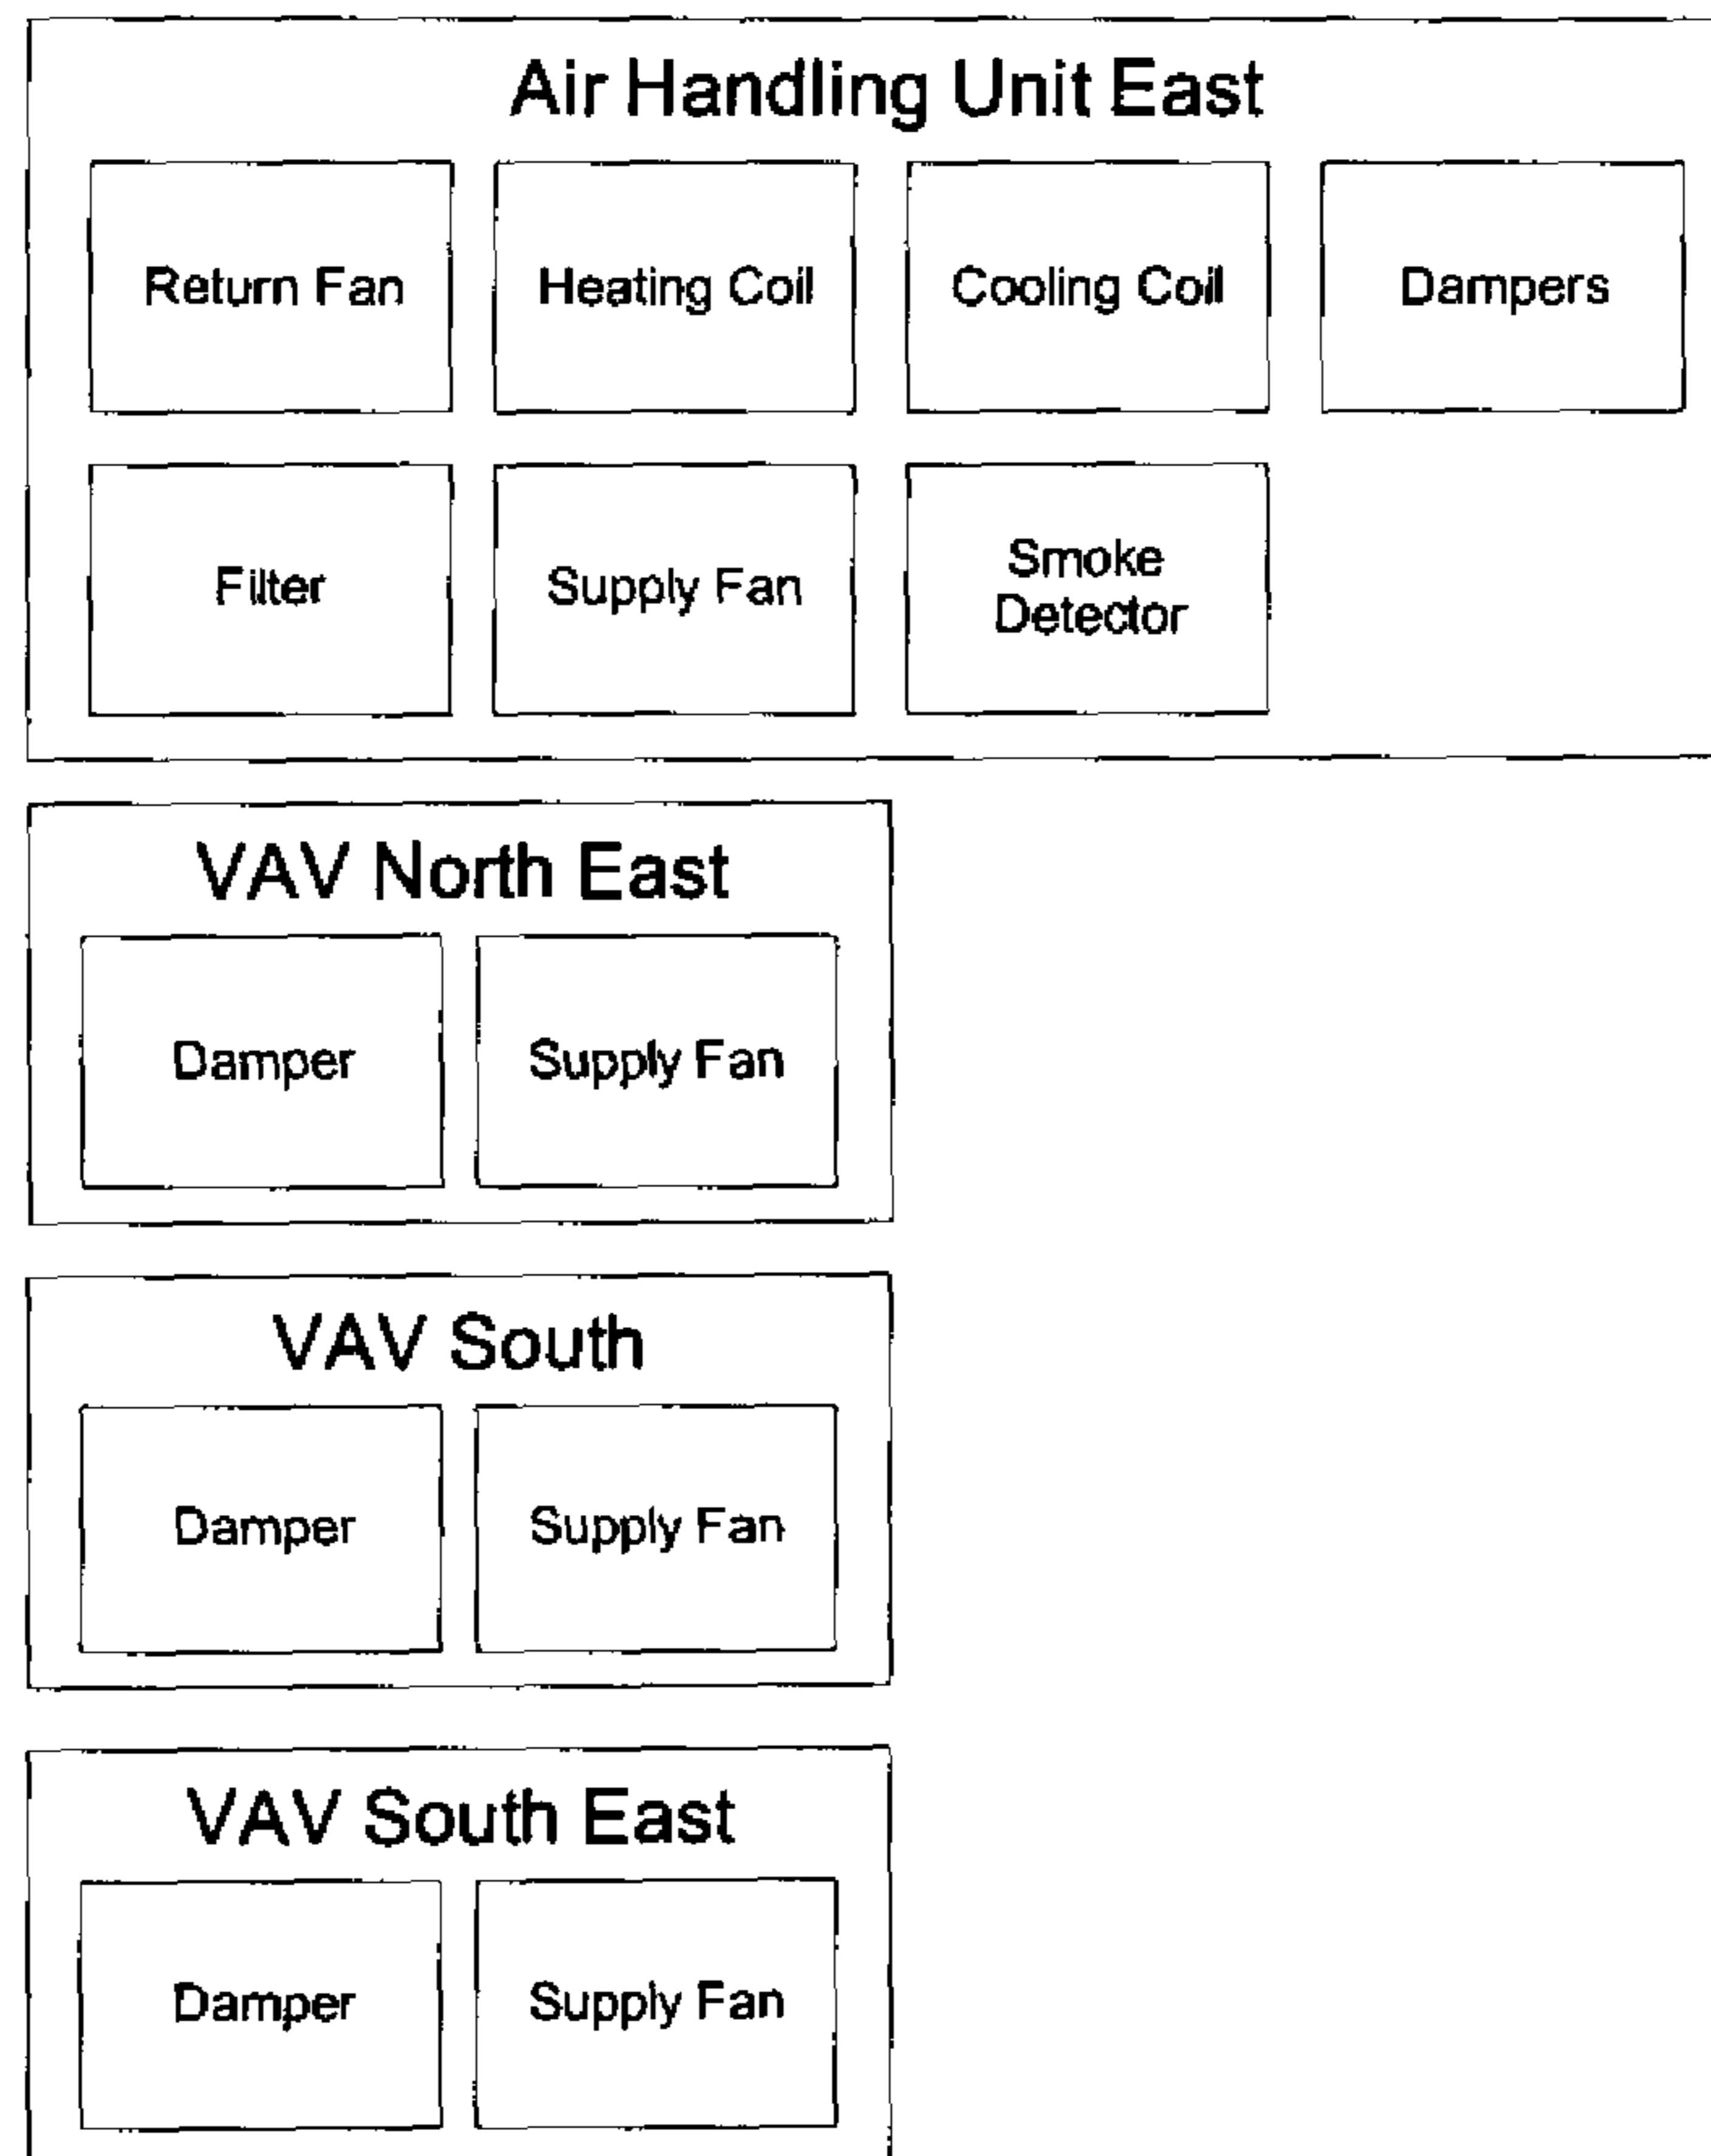 Air Handling Unit East
Return Fan
Heating Coil
Cooling Coil
Dampers
Filter
Supply Fan
Smoke
Detector
VAV North East
Damper
Supply Fan
VAV South
Damper
Supply Fan
VAV South East
Damper
Supply Fan